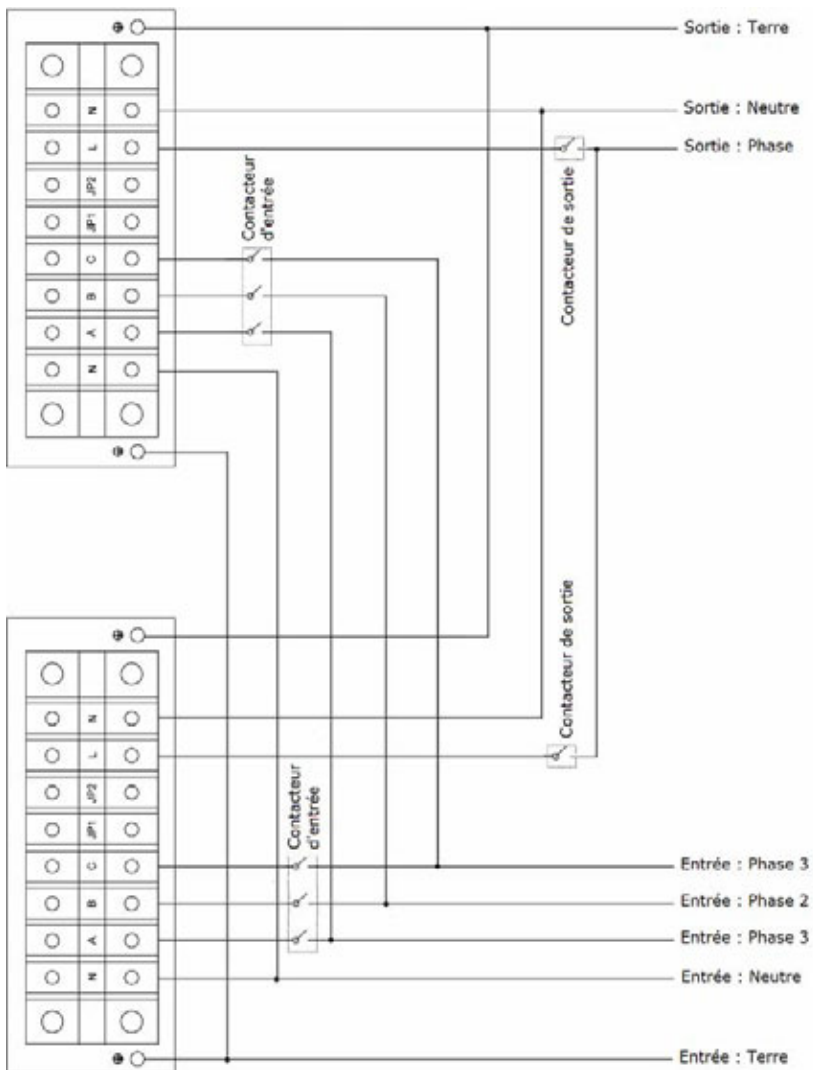 Sortie : Terre
N
Sortie : Neutre
L
Sortie : Phase
JP2
JP1
C
B
A
N
Contacteur
d'entrée
Contacteur de sortie
N
L
JP2
JP1
C
B
A
N
Contacteur de sortie
Contacteur
d'entrée
Entrée : Phase 3
Entrée : Phase 2
Entrée : Phase 3
Entrée : Neutre
Entrée : Terre